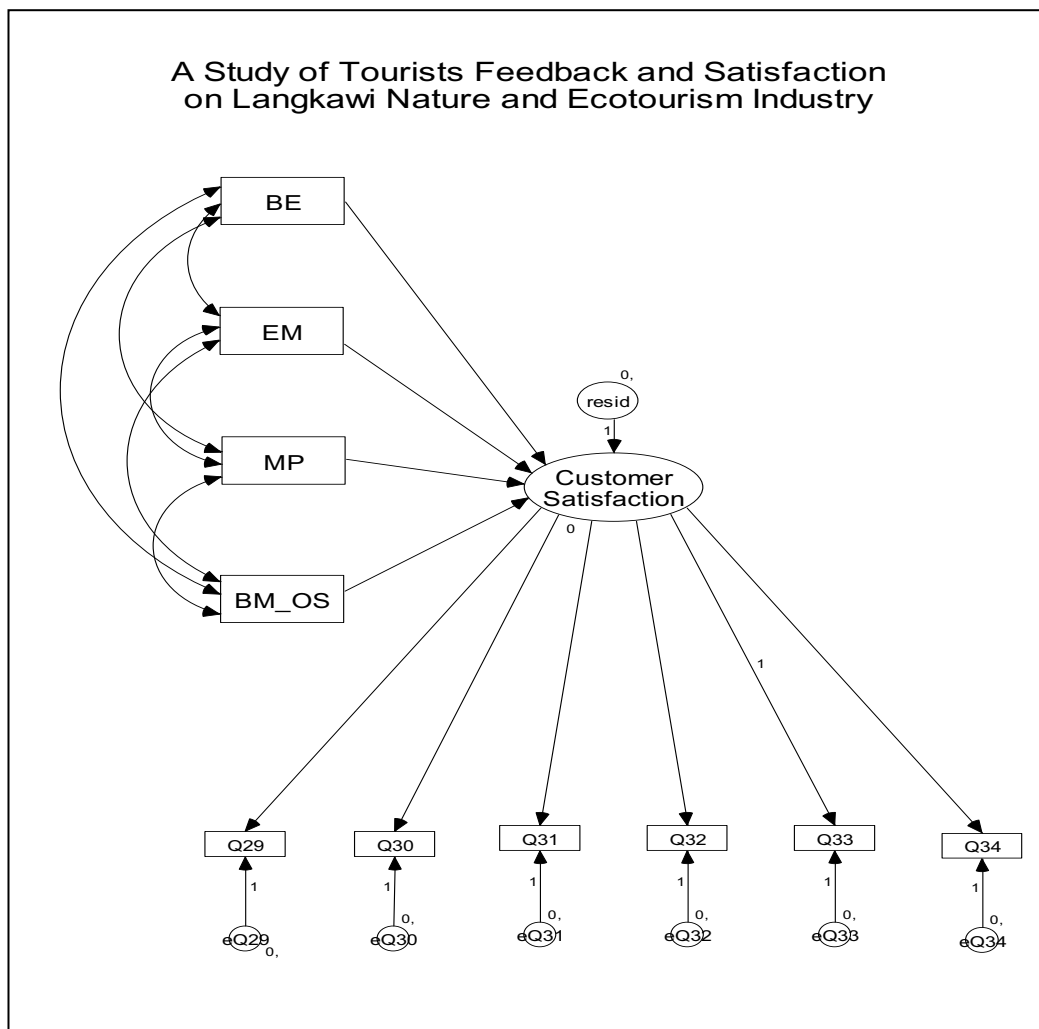 A Study of Tourists Feedback and Satisfaction
on Langkawi Nature and Ecotourism Industry
BE
EM
0,
resid
1
MP
Customer
Satisfaction
0
BM_OS
1
Q29
Q30
Q31
Q32
Q33
Q34
1
1
1
1
1
1
0,
0,
0,
0,
0,
eQ29
eQ30
eQ31
eQ32
eQ33
eQ34
0,